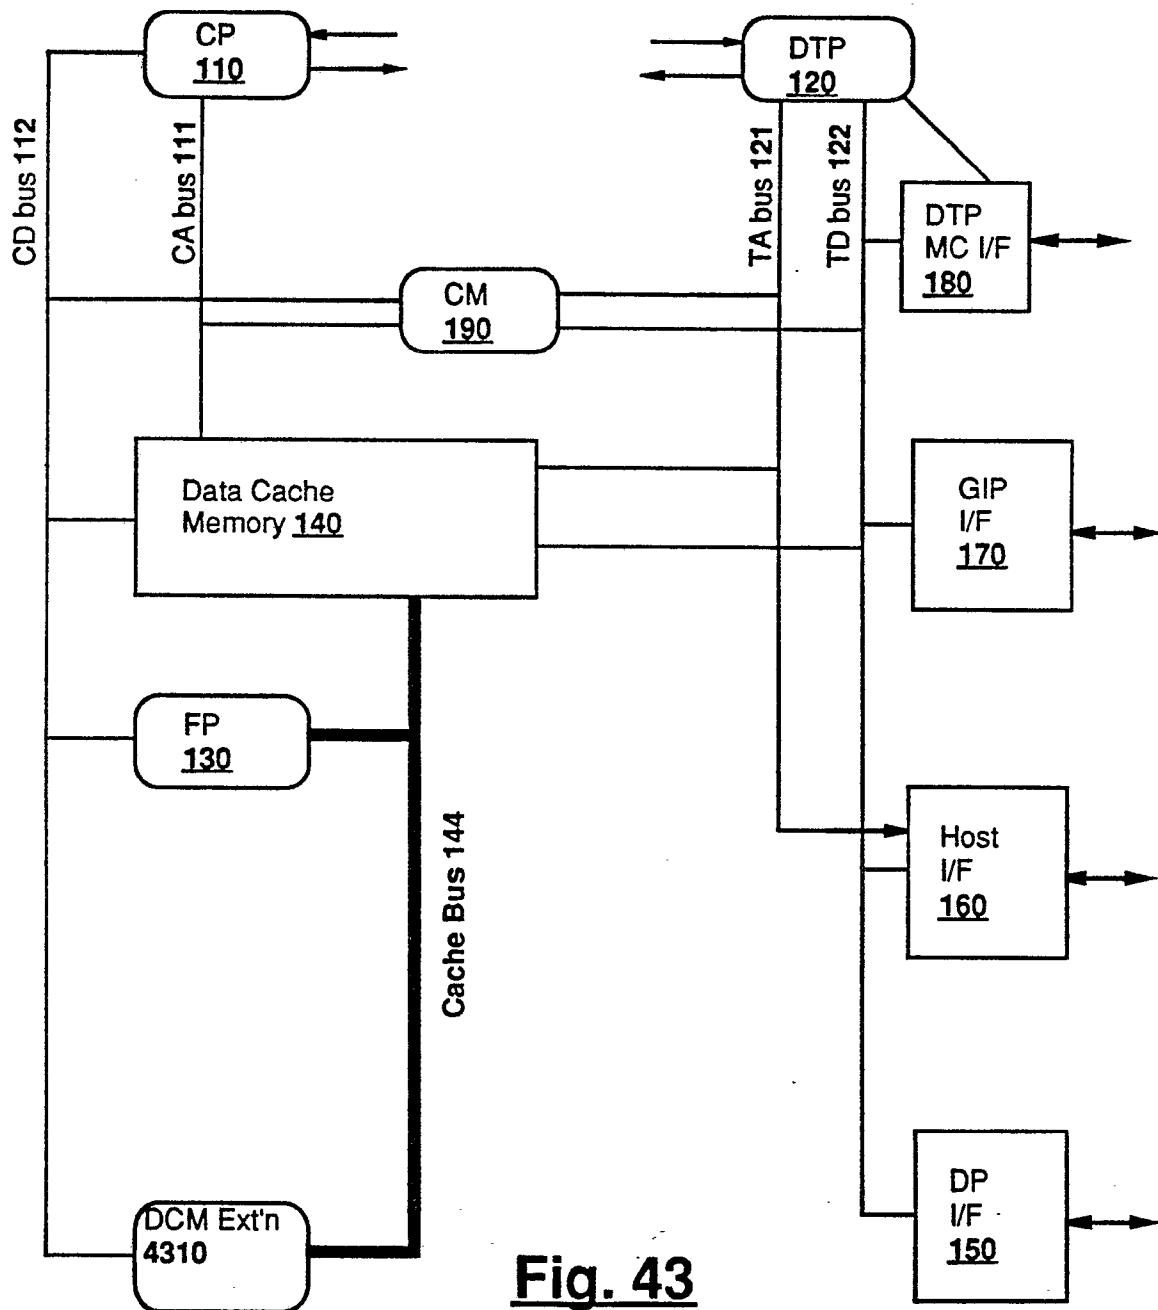 CP
110
DTP
120
CD bus 112
CA bus 111
TA bus 121
TD bus 122
DTP
MC I/F
180
CM
190
Data Cache
Memory 140
GIP
I/F
170
FP
130
Cache Bus 144
Host
I/F
160
DP
I/F
150
DCM Ext'n
4310
Fig. 43